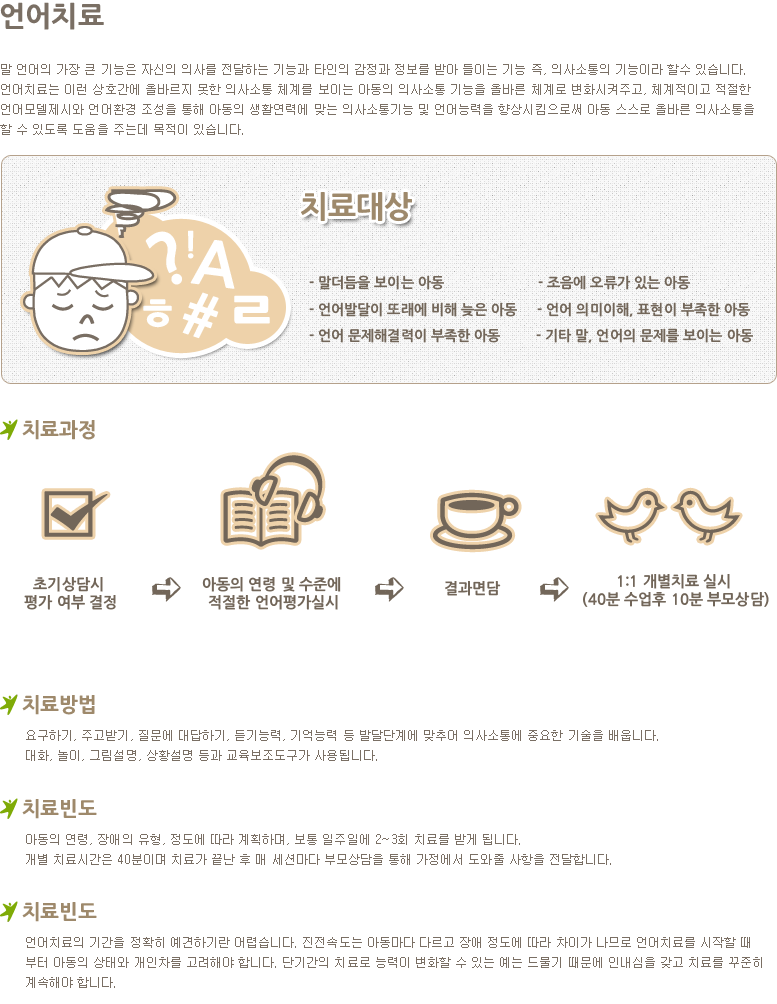 언어치료
말 언어의 가장 큰 기능은 자신의 의사를 전달하는 기능과 타인의 감정과 정보를 받아 들이는 기능 즉, 의사소통의 기능이라 할수 있습니다.
언어치료는 이런 상호간에 올바르지 못한 의사소통 체계를 보이는 아동의 의사소통 기능을 올바른 체계로 변화시켜주고, 체계적이고 적절한
언어모델제시와 언어환경 조성을 통해 아동의 생활연력에 맞는 의사소통기능 및 언어능력을 향상시킴으로써 아동 스스로 올바른 의사소통을
할 수 있도록 도움을 주는데 목적이 있습니다.
?!A
ㅎ#ㄹ
치료대상
- 말더듬을 보이는 아동
- 조음에 오류가 있는 아동
- 언어발달이 또래에 비해 늦은 아동
- 언어 의미이해, 표현이 부족한 아동
- 언어 문제해결력이 부족한 아동
- 기타 말, 언어의 문제를 보이는 아동
치료과정
초기상담시
평가 여부 결정
아동의 연령 및 수준에
적절한 언어평가실시
결과면담
1:1 개별치료 실시
(40분 수업후 10분 부모상담)
치료방법
요구하기, 주고받기, 질문에 대답하기, 듣기능력, 기억능력 등 발달단계에 맞추어 의사소통에 중요한 기술을 배웁니다.
대화, 놀이, 그림설명, 상황설명 등과 교육보조도구가 사용됩니다.
치료빈도
아동의 연령, 장애의 유형, 정도에 따라 계획하며, 보통 일주일에 2~3회 치료를 받게 됩니다.
개별 치료시간은 40분이며 치료가 끝난 후 매 세션마다 부모상담을 통해 가정에서 도와줄 사항을 전달합니다.
치료빈도
언어치료의 기간을 정확히 예견하기란 어렵습니다. 진전속도는 아동마다 다르고 장애 정도에 따라 차이가 나므로 언어치료를 시작할 때
부터 아동의 상태와 개인차를 고려해야 합니다. 단기간의 치료로 능력이 변화할 수 있는 예는 드물기 때문에 인내심을 갖고 치료를 꾸준히
계속해야 합니다.